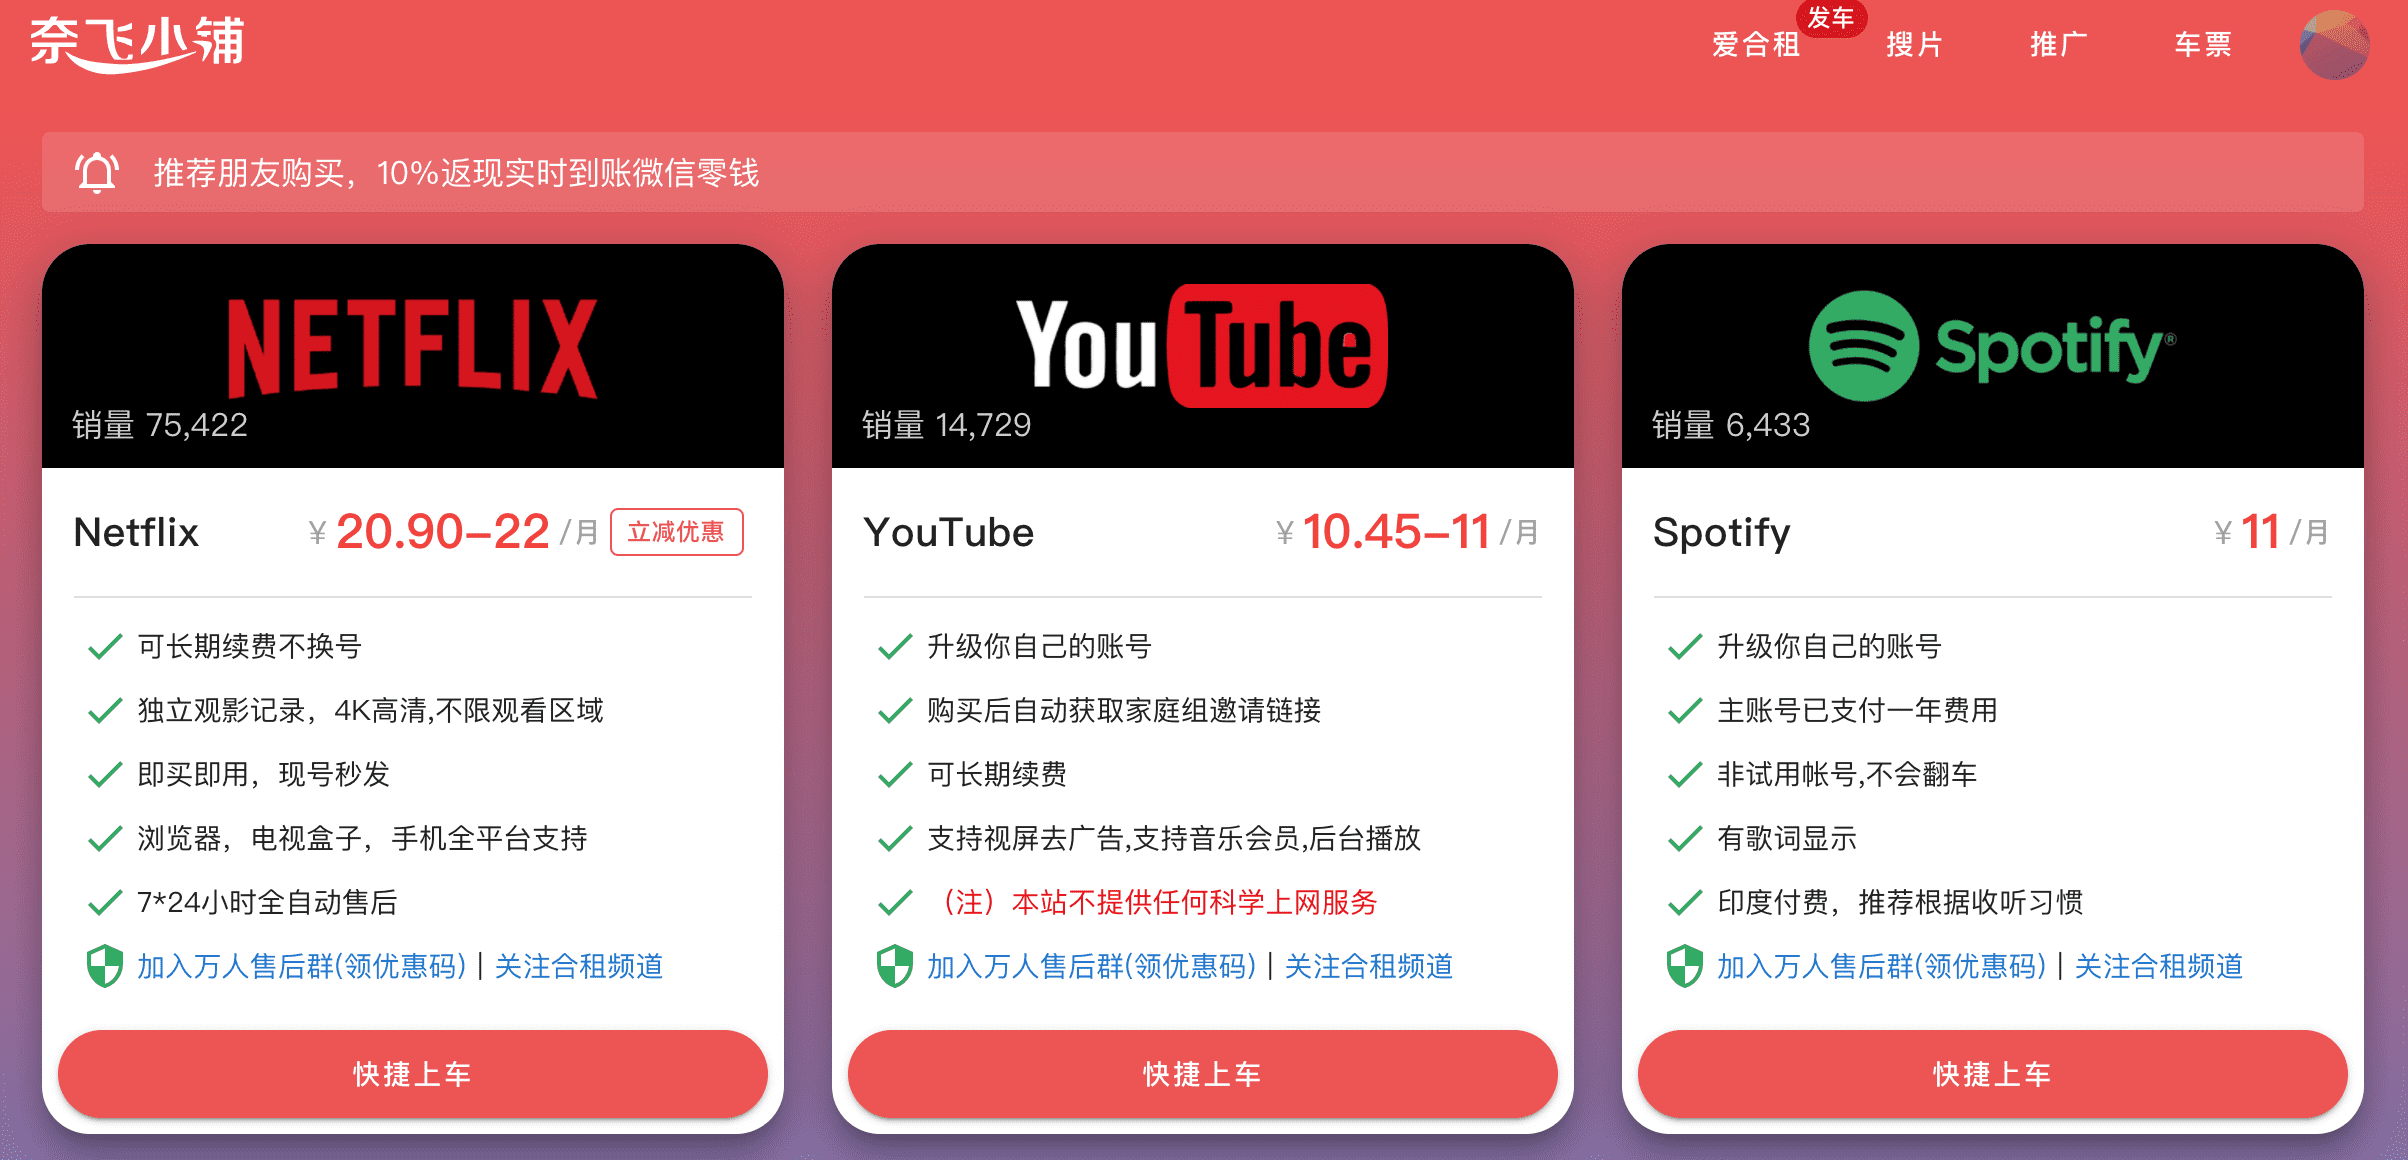 奈飞小铺
爱合租
发车
搜片
推广
车票
推荐朋友购买，10%返现实时到账微信零钱
NETFLIX
销量 75,422
Netflix
¥ 20.90-22 /月
立减优惠
可长期续费不换号
独立观影记录，4K高清,不限观看区域
即买即用，现号秒发
浏览器，电视盒子，手机全平台支持
7*24小时全自动售后
加入万人售后群(领优惠码) | 关注合租频道
快捷上车
YouTube
销量 14,729
YouTube
¥ 10.45-11 /月
升级你自己的账号
购买后自动获取家庭组邀请链接
可长期续费
支持视屏去广告,支持音乐会员,后台播放
（注）本站不提供任何科学上网服务
加入万人售后群(领优惠码) | 关注合租频道
快捷上车
Spotify®
销量 6,433
Spotify
¥ 11 /月
升级你自己的账号
主账号已支付一年费用
非试用帐号,不会翻车
有歌词显示
印度付费，推荐根据收听习惯
加入万人售后群(领优惠码) | 关注合租频道
快捷上车